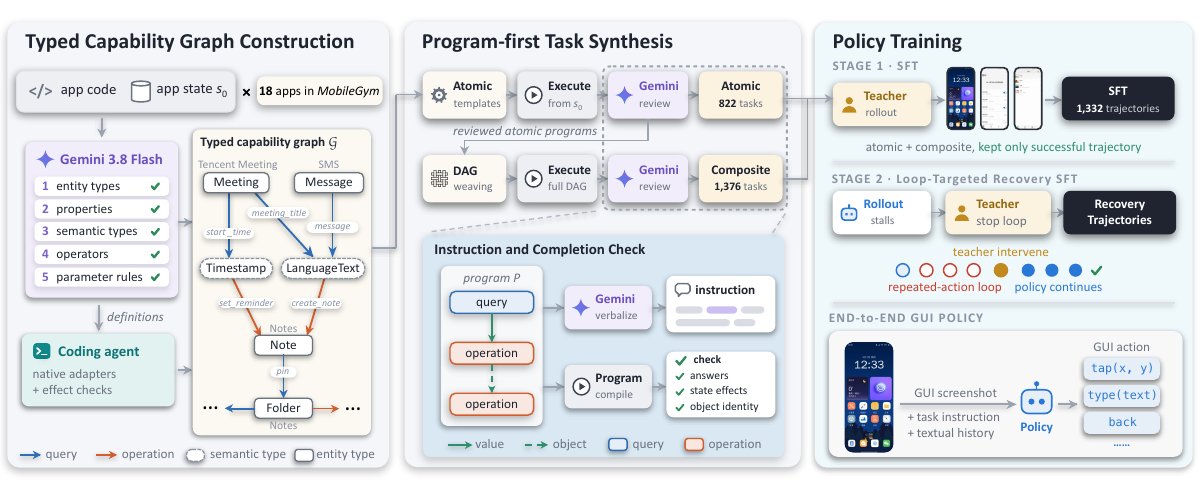 Typed Capability Graph Construction
</> app code
app state s0
× 18 apps in MobileGym
Gemini 3.8 Flash
1 entity types
2 properties
3 semantic types
4 operators
5 parameter rules
definitions
Coding agent
native adapters
+ effect checks
Typed capability graph G
Tencent Meeting
SMS
Meeting
Message
meeting_title
start_time
message
Timestamp
LanguageText
set_reminder
create_note
Notes
Note
pin
...
Folder
...
Notes
query
operation
semantic type
entity type
Program-first Task Synthesis
Atomic
templates
Execute
from s0
Gemini
review
Atomic
822 tasks
reviewed atomic programs
DAG
weaving
Execute
full DAG
Gemini
review
Composite
1,376 tasks
Instruction and Completion Check
program P
query
operation
operation
Gemini
verbalize
instruction
Program
compile
check
answers
state effects
object identity
value
object
query
operation
Policy Training
STAGE 1 · SFT
Teacher
rollout
12:33
SFT
1,332 trajectories
atomic + composite, kept only successful trajectory
STAGE 2 · Loop-Targeted Recovery SFT
Rollout
stalls
Teacher
stop loop
Recovery
Trajectories
teacher intervene
repeated-action loop
policy continues
END-to-END GUI POLICY
12:33
GUI screenshot
+ task instruction
+ textual history
Policy
GUI action
tap(x, y)
type(text)
back
......